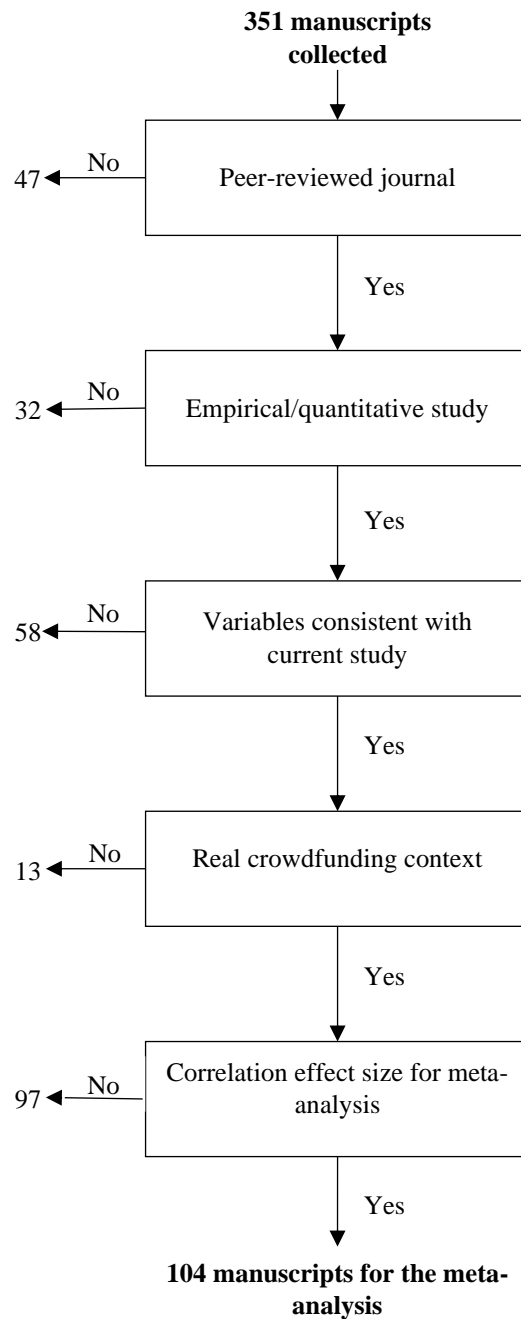 351 manuscripts
collected
No
47
Peer-reviewed journal
Yes
No
32
Empirical/quantitative study
Yes
No
58
Variables consistent with
current study
Yes
No
13
Real crowdfunding context
Yes
No
97
Correlation effect size for meta-
analysis
Yes
104 manuscripts for the meta-
analysis